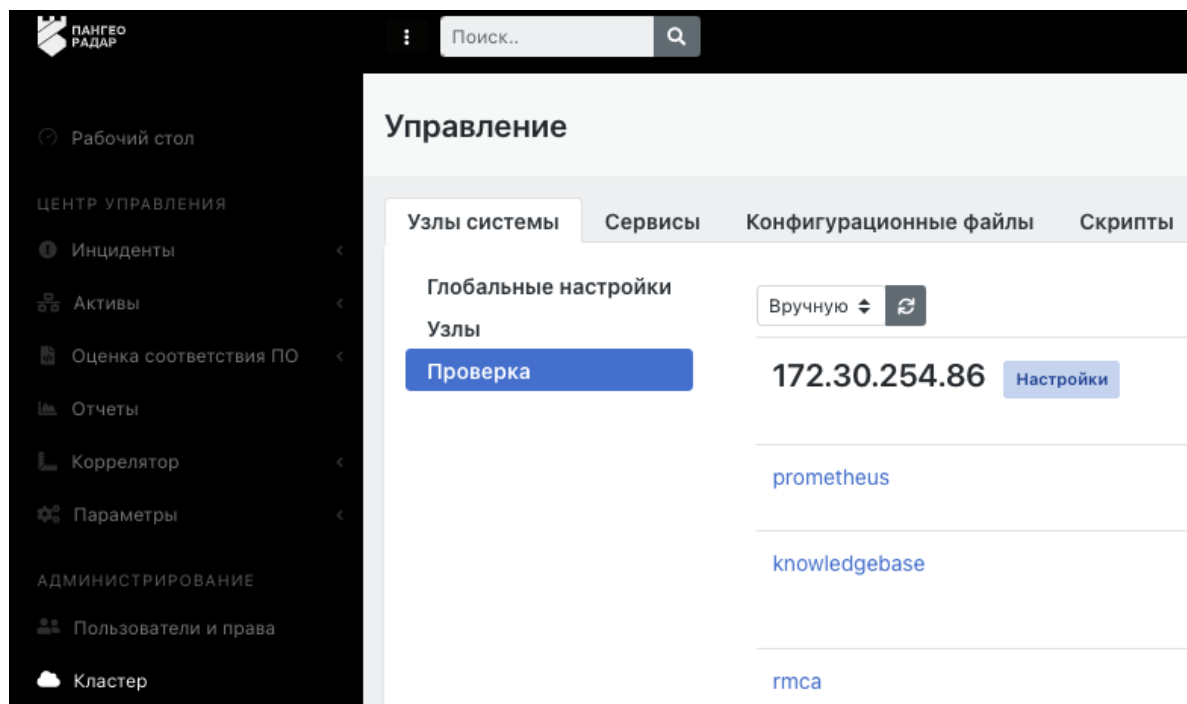 ПАНГЕО
РАДАР
Поиск..
Рабочий стол
ЦЕНТР УПРАВЛЕНИЯ
Инциденты
Активы
Оценка соответствия ПО
Отчеты
Коррелятор
Параметры
АДМИНИСТРИРОВАНИЕ
Пользователи и права
Кластер
Управление
Узлы системы Сервисы Конфигурационные файлы Скрипты
Глобальные настройки
Узлы
Проверка
Вручную
172.30.254.86 Настройки
prometheus
knowledgebase
rmca